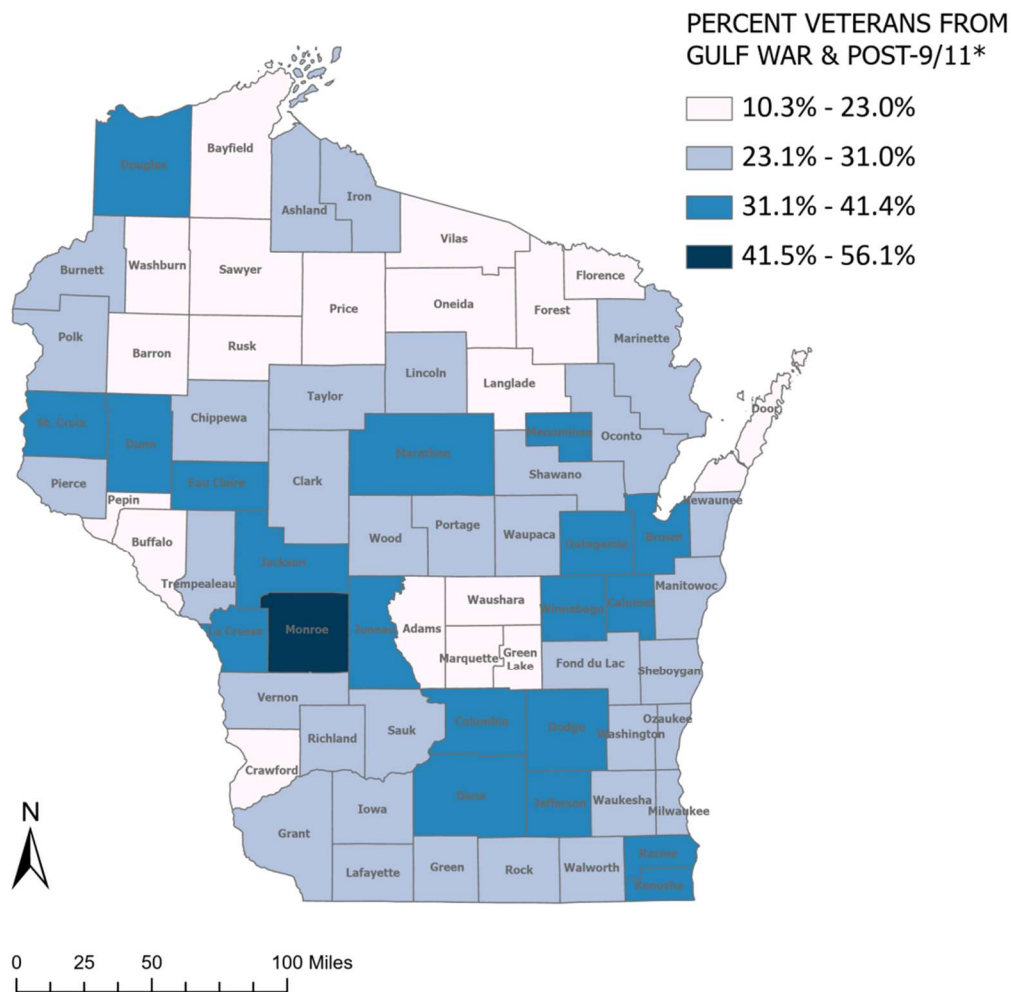 PERCENT VETERANS FROM
GULF WAR & POST-9/11*
10.3% - 23.0%
23.1% - 31.0%
31.1% - 41.4%
41.5% - 56.1%
Douglas
Bayfield
Ashland
Iron
Vilas
Burnett
Washburn
Sawyer
Florence
Price
Oneida
Forest
Marinette
Polk
Barron
Rusk
Lincoln
Langlade
Taylor
Chippewa
Door
St. Croix
Dunn
Marathon
Menominee
Oconto
Eau Claire
Clark
Shawano
Pierce
Pepin
Kewaunee
Buffalo
Wood
Portage
Waupaca
Outagamie
Brown
Jackson
Trempealeau
Manitowoc
La Crosse
Monroe
Juneau
Adams
Waushara
Winnebago
Calumet
Marquette
Green
Lake
Fond du Lac
Sheboygan
Vernon
Richland
Sauk
Columbia
Dodge
Ozaukee
Washington
Crawford
Dane
Jefferson
Waukesha
Milwaukee
Grant
Iowa
Lafayette
Green
Rock
Walworth
Racine
Kenosha
N
0 25 50 100 Miles